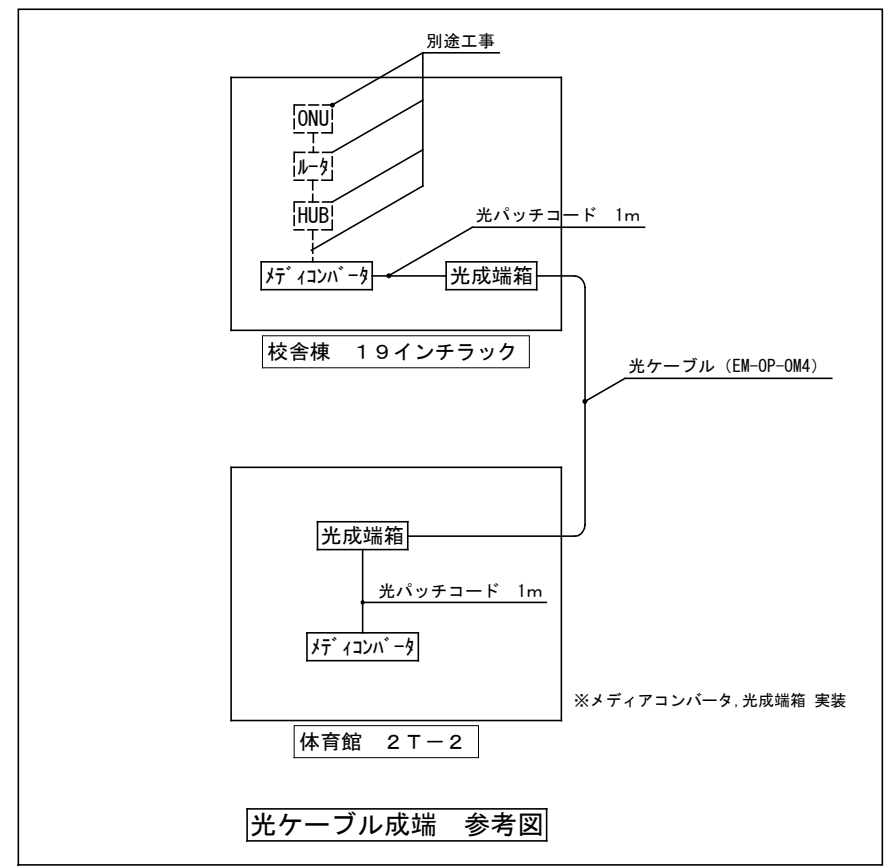 別途工事
ONU
ﾙｰﾀ
HUB
光パッチコード　1m
ﾒﾃﾞｨｺﾝﾊﾞｰﾀ
光成端箱
校舎棟　１９インチラック
光ケーブル（EM-OP-OM4）
光成端箱
光パッチコード　1m
ﾒﾃﾞｨｺﾝﾊﾞｰﾀ
※メディアコンバータ,光成端箱 実装
体育館　２Ｔ－２
光ケーブル成端　参考図